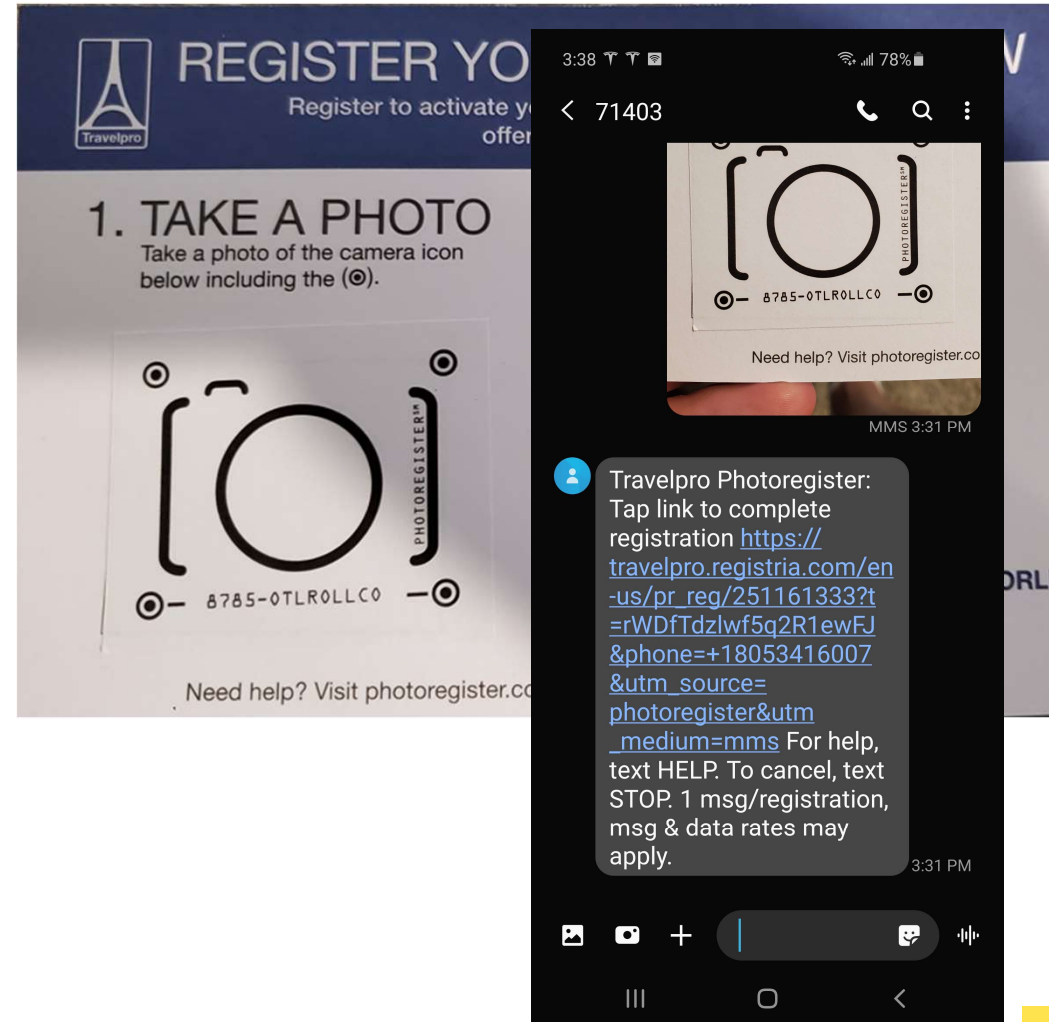 Travelpro
REGISTER YO
Register to activate y
offer
1. TAKE A PHOTO
Take a photo of the camera icon
below including the (◉).
PHOTOREGISTER℠
8785-OTLROLLCO
Need help? Visit photoregister.co
3:38
78%
71403
PHOTOREGISTER℠
8785-OTLROLLCO
Need help? Visit photoregister.co
MMS 3:31 PM
Travelpro Photoregister:
Tap link to complete
registration https://
travelpro.registria.com/en
-us/pr_reg/251161333?t
=rWDfTdzlwf5q2R1ewFJ
&phone=+18053416007
&utm_source=
photoregister&utm
_medium=mms For help,
text HELP. To cancel, text
STOP. 1 msg/registration,
msg & data rates may
apply.
3:31 PM
ORL